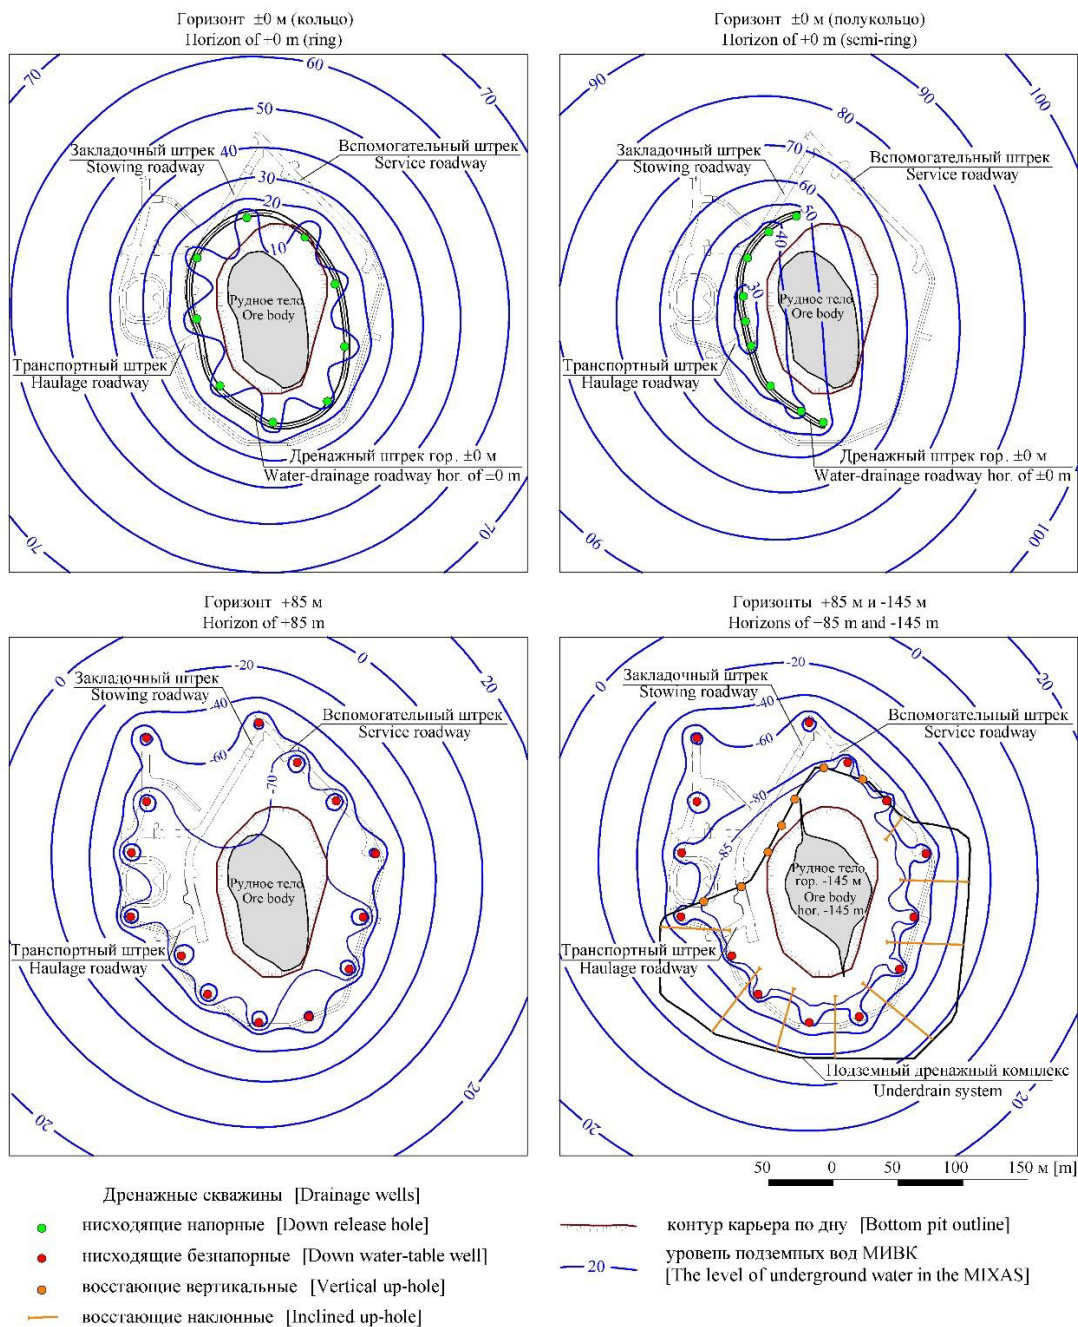 Горизонт ±0 м (кольцо)
Horizon of +0 m (ring)
70
60
70
50
40
30
20
10
Закладочный штрек
Stowing roadway
Вспомогательный штрек
Service roadway
Рудное тело
Ore body
Транспортный штрек
Haulage roadway
Дренажный штрек гор. ±0 м
Water-drainage roadway hor. of ±0 m
70
70
Горизонт ±0 м (полукольцо)
Horizon of +0 m (semi-ring)
90
90
100
80
70
60
50
40
30
Закладочный штрек
Stowing roadway
Вспомогательный штрек
Service roadway
Рудное тело
Ore body
Транспортный штрек
Haulage roadway
Дренажный штрек гор. ±0 м
Water-drainage roadway hor. of ±0 m
90
100
Горизонт +85 м
Horizon of +85 m
0
-20
0
20
-40
-60
-70
Закладочный штрек
Stowing roadway
Вспомогательный штрек
Service roadway
Рудное тело
Ore body
Транспортный штрек
Haulage roadway
20
20
Горизонты +85 м и -145 м
Horizons of −85 m and -145 m
0
-20
0
20
-40
-60
-80
-85
Закладочный штрек
Stowing roadway
Вспомогательный штрек
Service roadway
Рудное тело
гор. -145 м
Ore body
hor. -145 m
Транспортный штрек
Haulage roadway
Подземный дренажный комплекс
Underdrain system
20
20
50 0 50 100 150 м [m]
Дренажные скважины [Drainage wells]
нисходящие напорные [Down release hole]
нисходящие безнапорные [Down water-table well]
восстающие вертикальные [Vertical up-hole]
восстающие наклонные [Inclined up-hole]
контур карьера по дну [Bottom pit outline]
20
уровень подземных вод МИВК
[The level of underground water in the MIXAS]